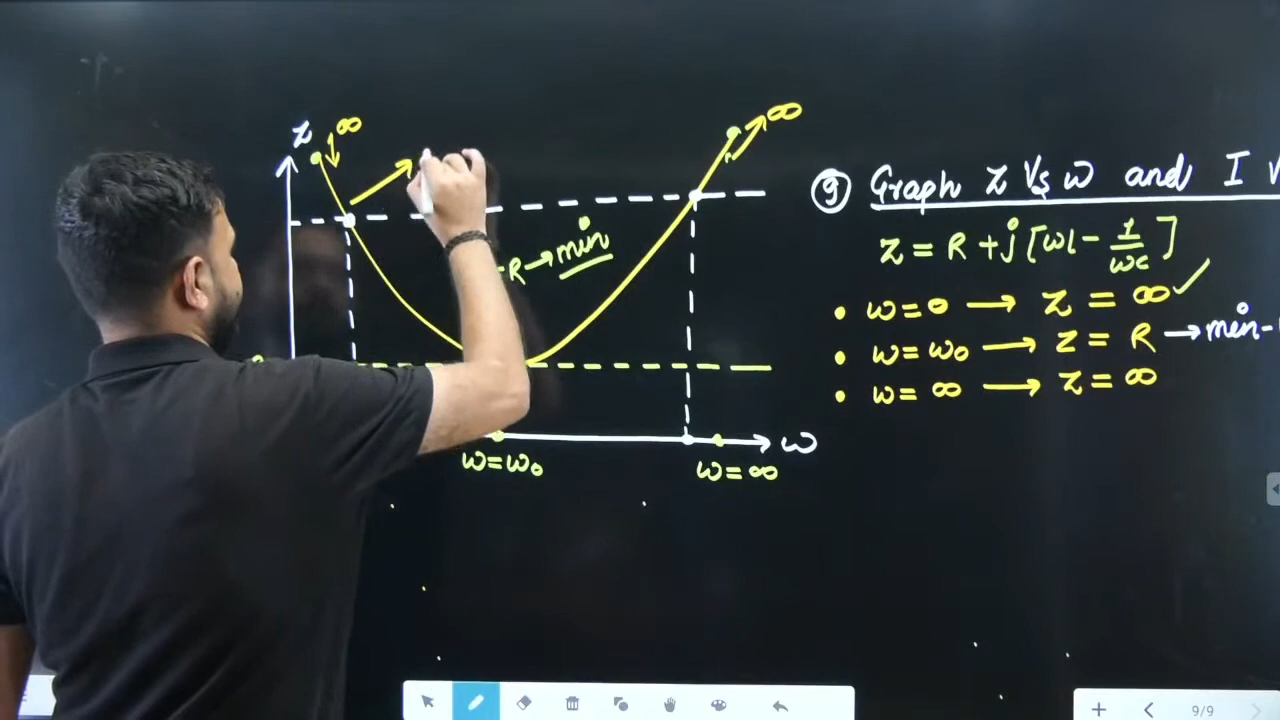 ⑨ Graph Z Vs ω and I
Z = R + j [ωL - 1/ωC]
• ω = 0 → Z = ∞ ✓
• ω = ω₀ → Z = R → min-
• ω = ∞ → Z = ∞
Z
∞
∞
R → min
ω
ω = ω₀
ω = ∞
9/9